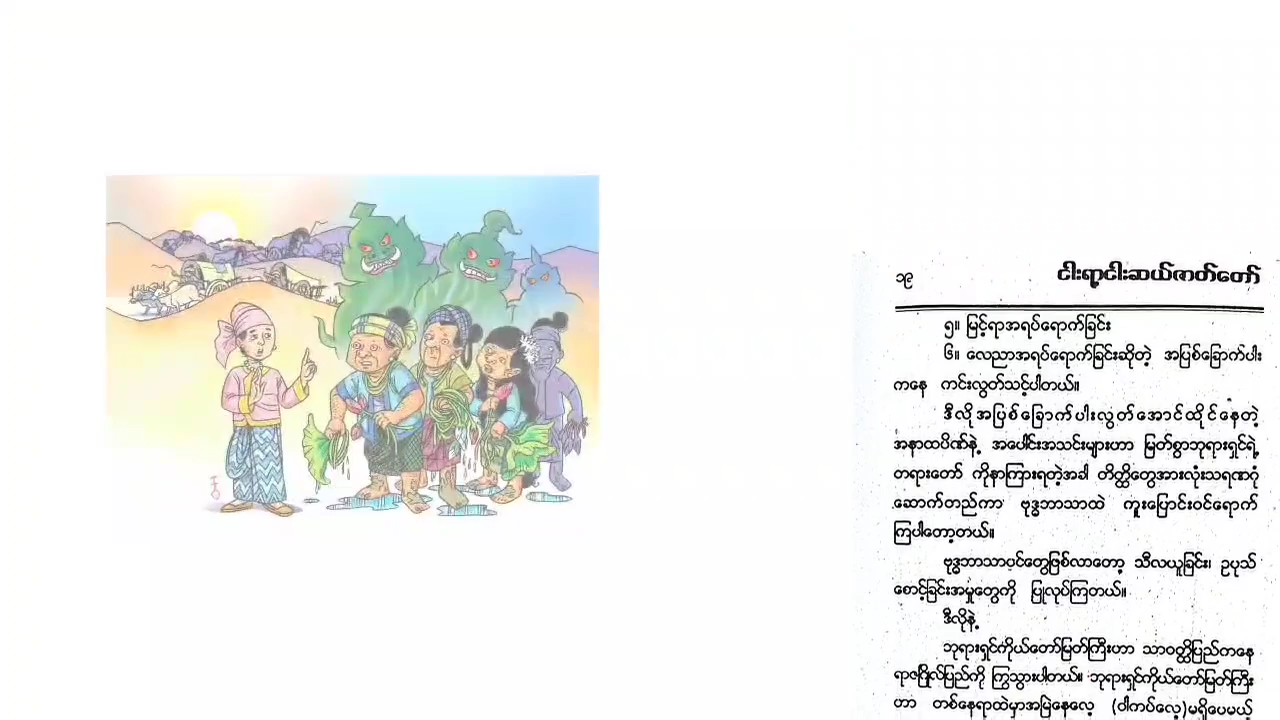 ၁၉ ငါးရာ့ငါးဆယ်ဇာတ်တော်
၅။ မြင့်ရာအရပ်ရောက်ခြင်း
၆။ လေညာအရပ်ရောက်ခြင်းဆိုတဲ့ အပြစ်ခြောက်ပါး
ကနေ ကင်းလွတ်သင့်ပါတယ်။
ဒီလိုအပြစ်ခြောက်ပါးလွတ်အောင်ထိုင်နေတဲ့
အနာထပိဏ်နဲ့ အပေါင်းအသင်းများဟာ မြတ်စွာဘုရားရှင်ရဲ့
တရားတော် ကိုနာကြားရတဲ့အခါ တိတ္ထိတွေအားလုံးသရဏဂုံ
ဆောက်တည်ကာ ဗုဒ္ဓဘာသာထဲ ကူးပြောင်းဝင်ရောက်
ကြပါတော့တယ်။
ဗုဒ္ဓဘာသာဝင်တွေဖြစ်လာတော့ သီလယူခြင်း၊ ဥပုသ်
စောင့်ခြင်းအမှုတွေကို ပြုလုပ်ကြတယ်။
ဒီလိုနဲ့
ဘုရားရှင်ကိုယ်တော်မြတ်ကြီးဟာ သာဝတ္ထိပြည်ကနေ
ရာဇဂြိုလ်ပြည်ကို ကြွသွားပါတယ်။ ဘုရားရှင်ကိုယ်တော်မြတ်ကြီး
ဟာ တစ်နေရာထဲမှာအမြဲနေလေ့ (ဝါကပ်လေ့)မရှိပေမယ့်